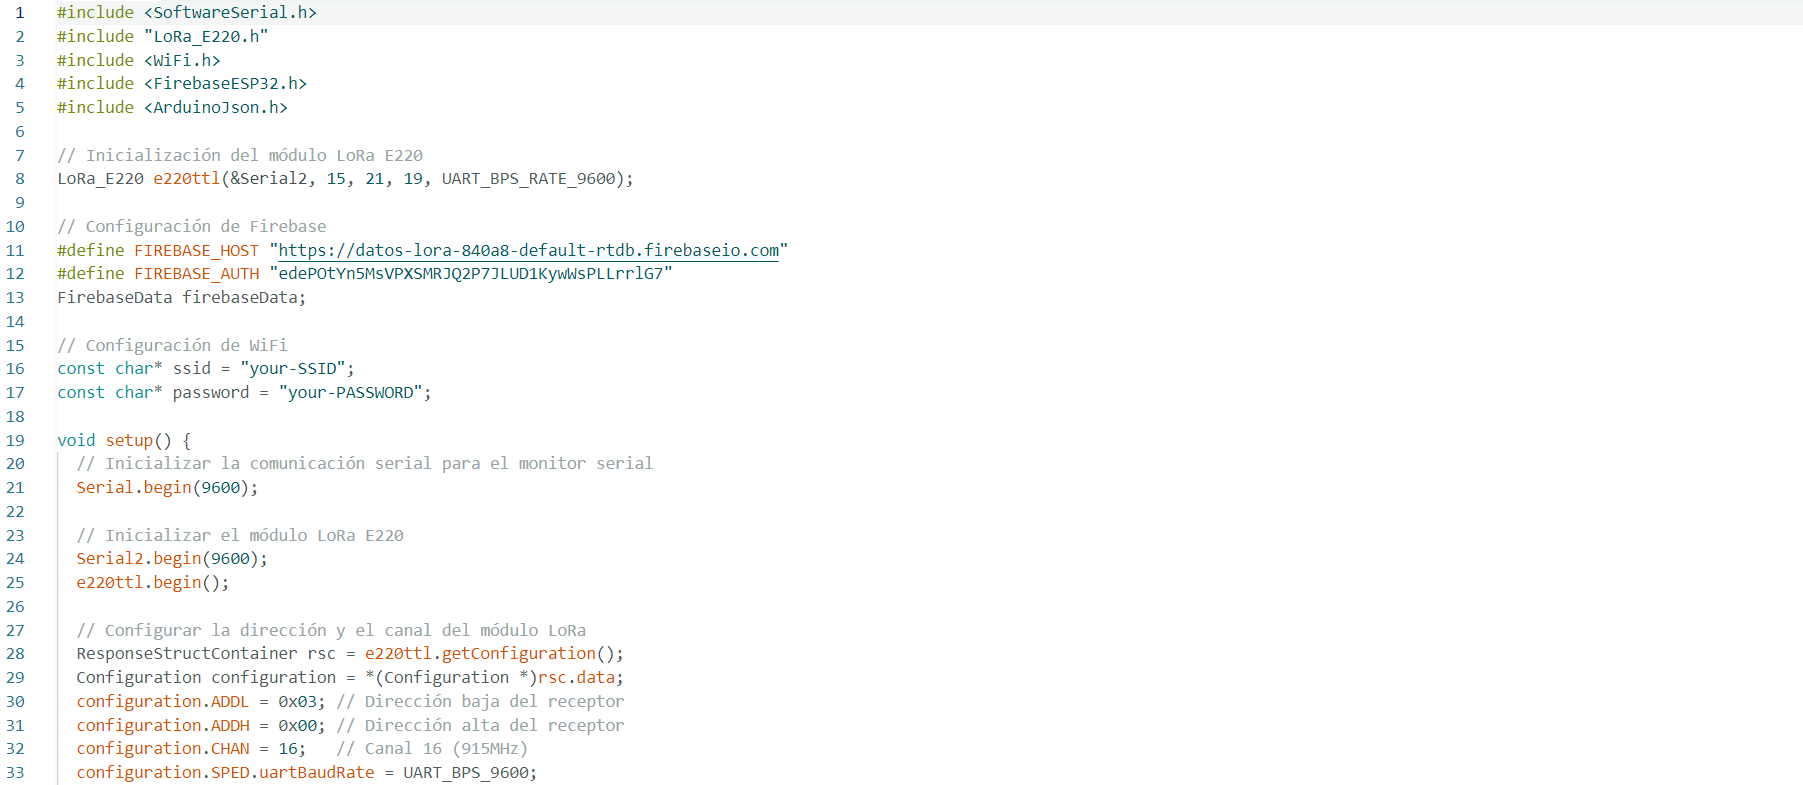 1 #include <SoftwareSerial.h>
2 #include "LoRa_E220.h"
3 #include <WiFi.h>
4 #include <FirebaseESP32.h>
5 #include <ArduinoJson.h>
6
7 // Inicialización del módulo LoRa E220
8 LoRa_E220 e220ttl(&Serial2, 15, 21, 19, UART_BPS_RATE_9600);
9
10 // Configuración de Firebase
11 #define FIREBASE_HOST "https://datos-lora-840a8-default-rtdb.firebaseio.com"
12 #define FIREBASE_AUTH "edePOtYn5MsVPXSMRJQ2P7JLUD1KywWsPLLrrlG7"
13 FirebaseData firebaseData;
14
15 // Configuración de WiFi
16 const char* ssid = "your-SSID";
17 const char* password = "your-PASSWORD";
18
19 void setup() {
20 // Inicializar la comunicación serial para el monitor serial
21 Serial.begin(9600);
22
23 // Inicializar el módulo LoRa E220
24 Serial2.begin(9600);
25 e220ttl.begin();
26
27 // Configurar la dirección y el canal del módulo LoRa
28 ResponseStructContainer rsc = e220ttl.getConfiguration();
29 Configuration configuration = *(Configuration *)rsc.data;
30 configuration.ADDL = 0x03; // Dirección baja del receptor
31 configuration.ADDH = 0x00; // Dirección alta del receptor
32 configuration.CHAN = 16; // Canal 16 (915MHz)
33 configuration.SPED.uartBaudRate = UART_BPS_9600;